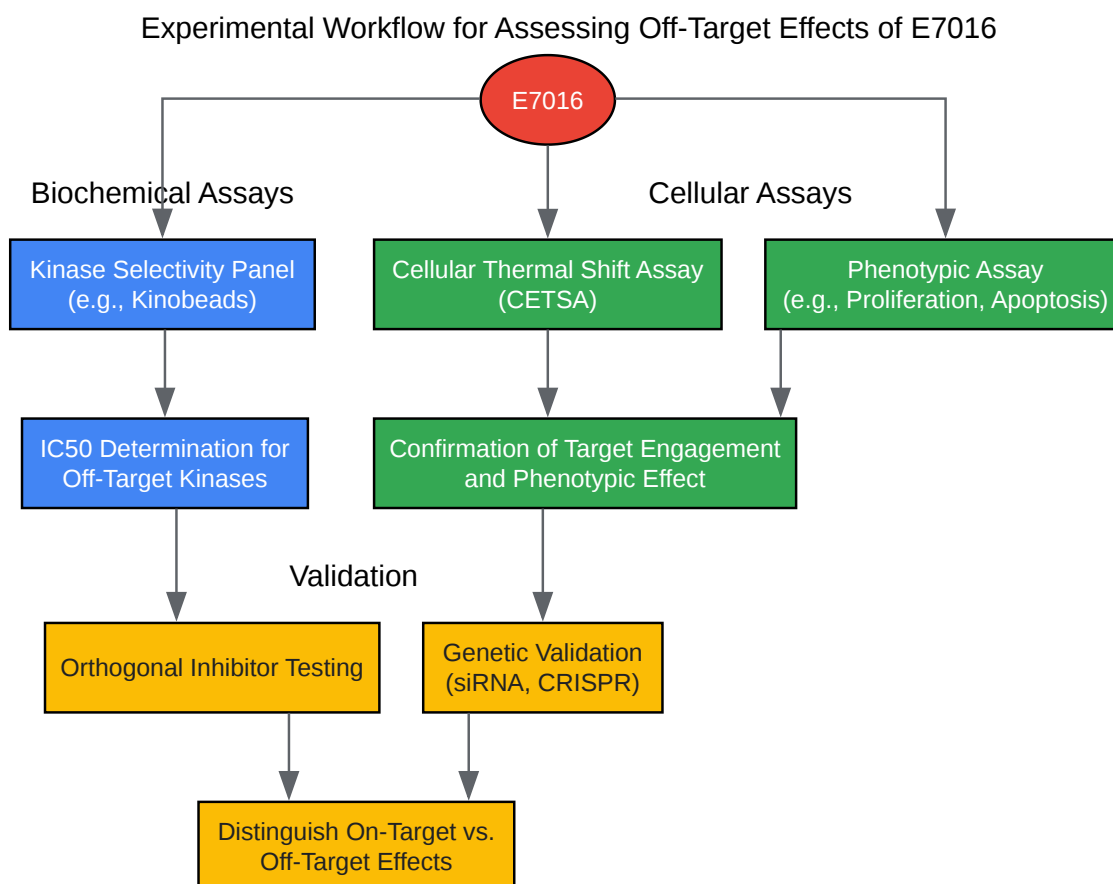 Experimental Workflow for Assessing Off-Target Effects of E7016
E7016
Biochemical Assays
Cellular Assays
Kinase Selectivity Panel
(e.g., Kinobeads)
Cellular Thermal Shift Assay
(CETSA)
Phenotypic Assay
(e.g., Proliferation, Apoptosis)
IC50 Determination for
Off-Target Kinases
Confirmation of Target Engagement
and Phenotypic Effect
Validation
Orthogonal Inhibitor Testing
Genetic Validation
(siRNA, CRISPR)
Distinguish On-Target vs.
Off-Target Effects